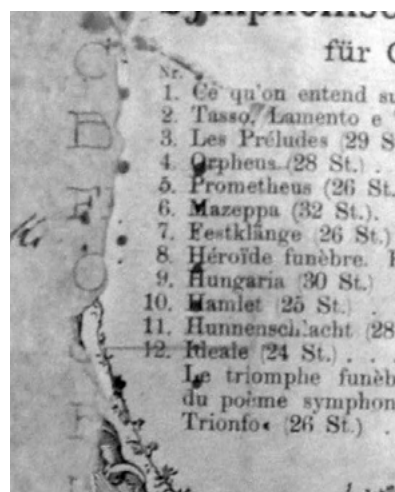 Symphonisc
für
Nr.
1. Ce qu'on entend su
2. Tasso, Lamento e
3. Les Préludes (29 S
4. Orpheus (28 St.) .
5. Prometheus (26 St.
6. Mazeppa (32 St.).
7. Festklänge (26 St.)
8. Héroïde funèbre.
9. Hungaria (30 St.)
10. Hamlet (25 St.) .
11. Hunnenschlacht (28
12. Ideale (24 St.) . . .
Le triomphe funèb
du poème symphon
Trionfo« (26 St.) .